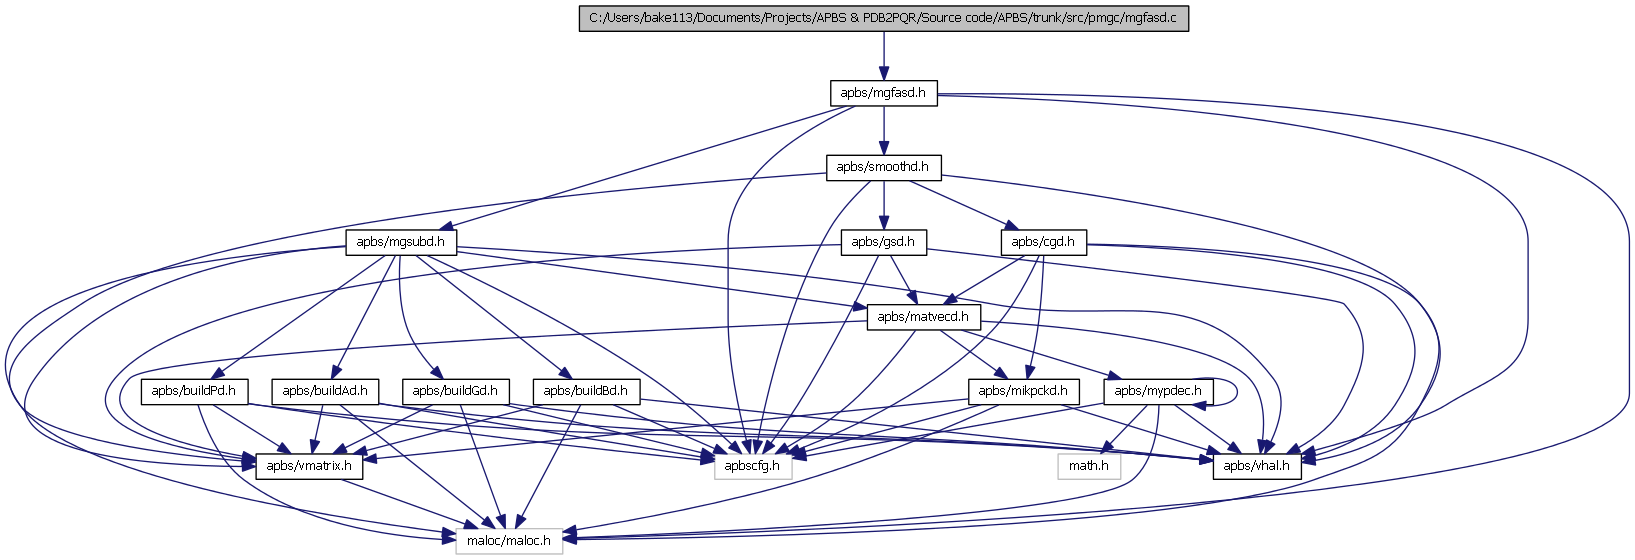 C:/Users/bake113/Documents/Projects/APBS & PDB2PQR/Source code/APBS/trunk/src/pmgc/mgfasd.c
apbs/mgfasd.h
apbs/smoothd.h
apbs/mgsubd.h
apbs/gsd.h
apbs/cgd.h
apbs/matvecd.h
apbs/buildPd.h
apbs/buildAd.h
apbs/buildGd.h
apbs/buildBd.h
apbs/mikpckd.h
apbs/mypdec.h
apbs/vmatrix.h
apbscfg.h
math.h
apbs/vhal.h
maloc/maloc.h